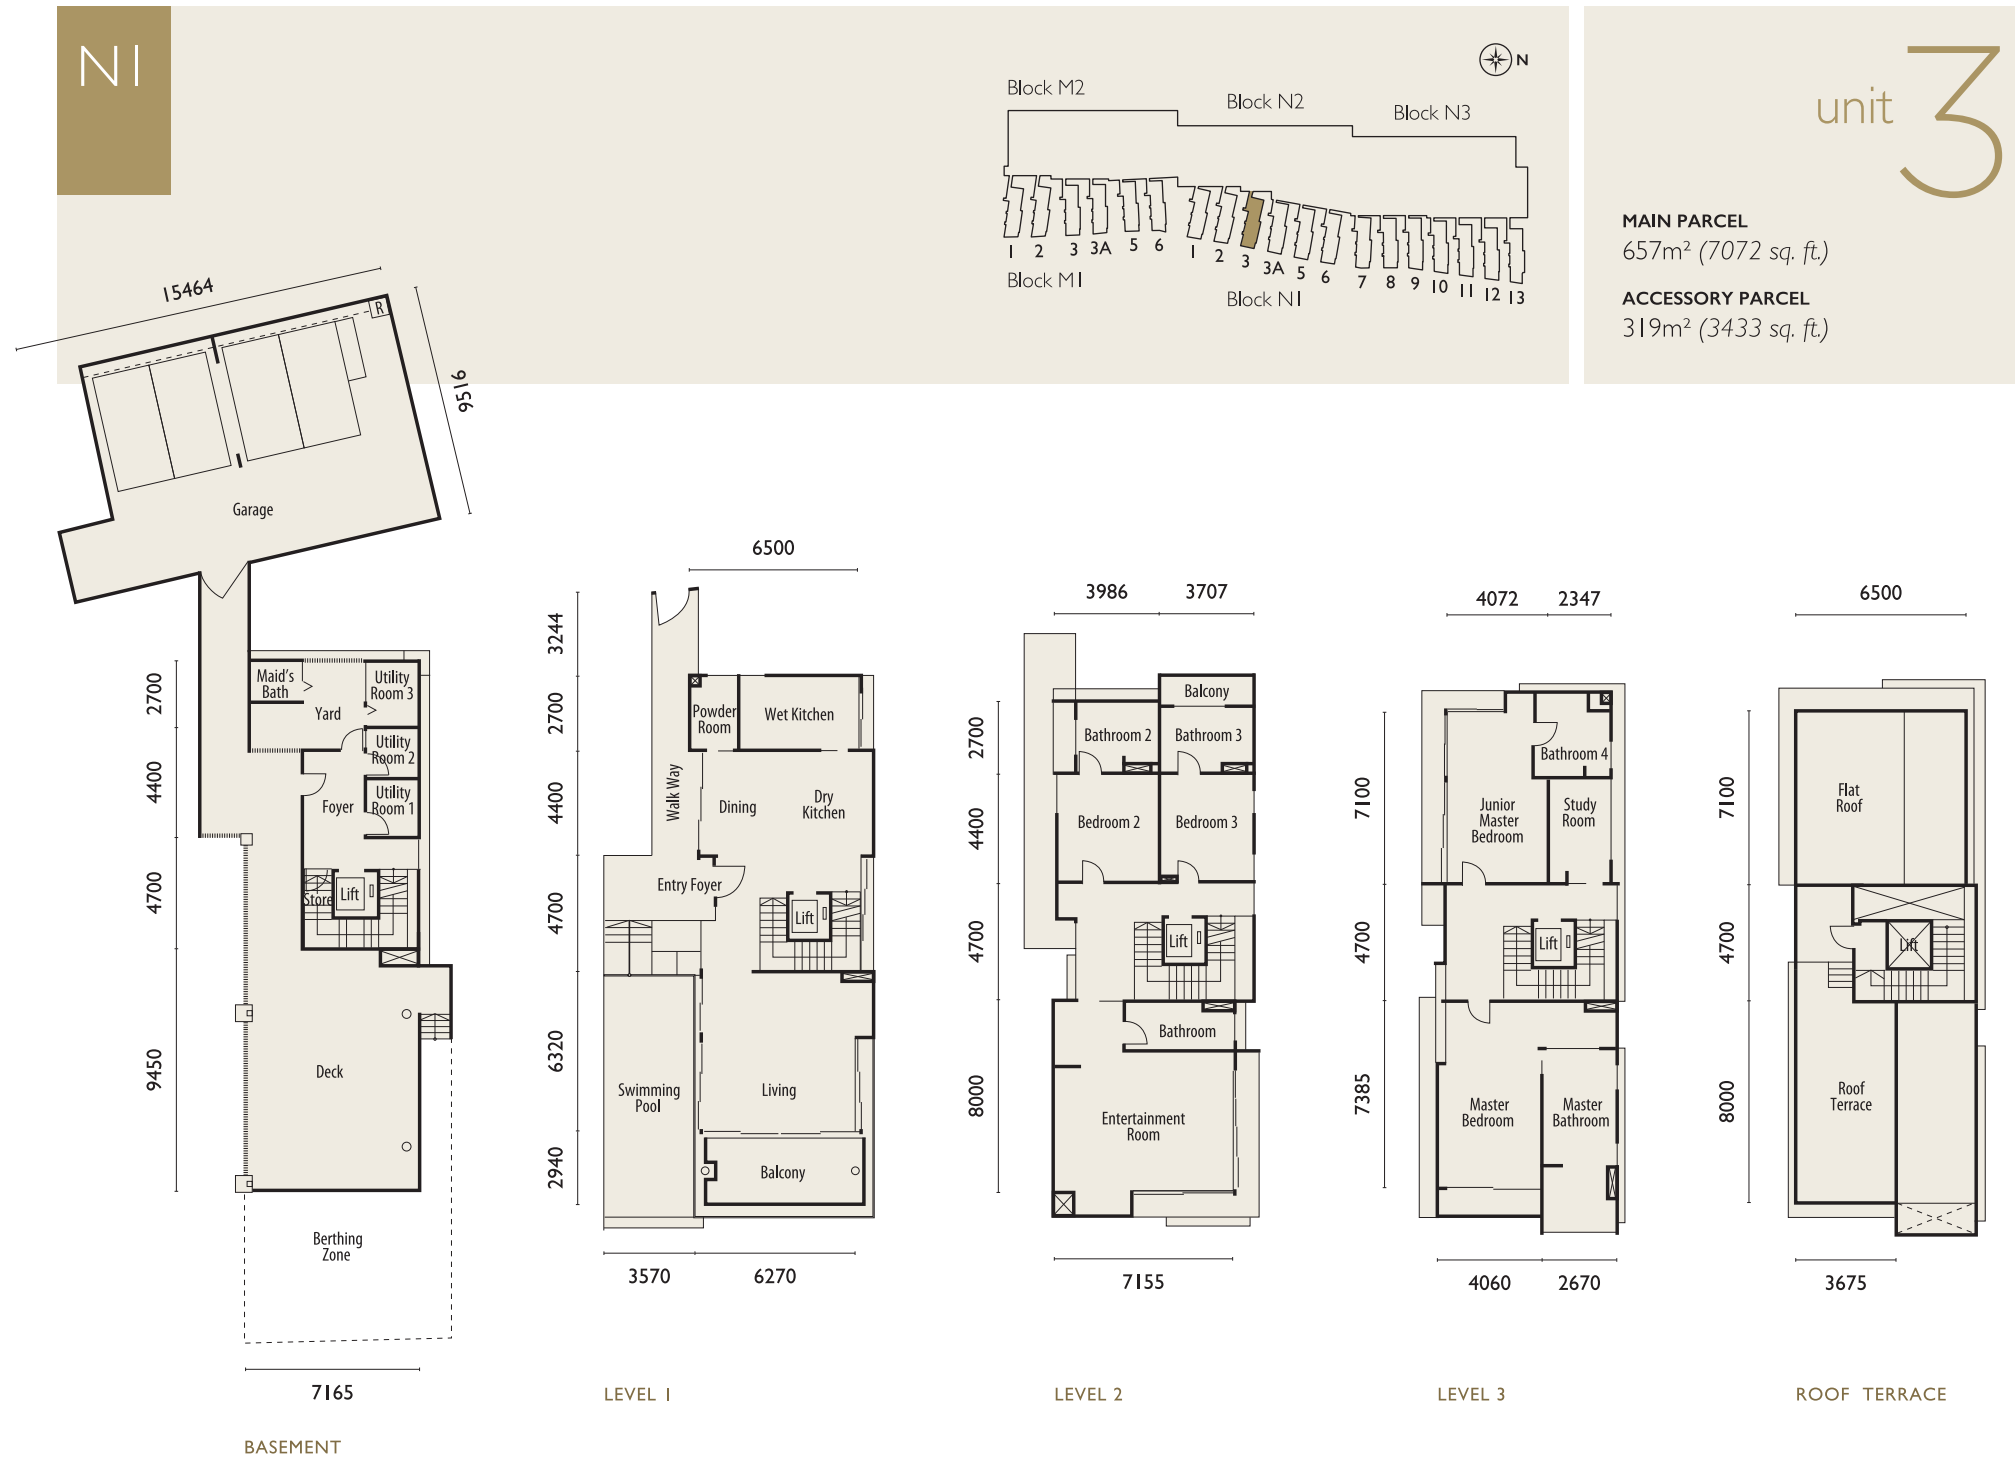 N1
N
Block M2
Block N2
Block N3
1
2
3
3A
5
6
1
2
3
3A
5
6
7
8
9
10
11
12
13
Block M1
Block N1
unit 3
MAIN PARCEL
657m² (7072 sq. ft.)
ACCESSORY PARCEL
319m² (3433 sq. ft.)
15464
9516
R
Garage
2700
4400
4700
9450
Maid's
Bath
Utility
Room 3
Yard
Utility
Room 2
Utility
Room 1
Foyer
Store
Lift
Deck
Berthing
Zone
7165
BASEMENT
6500
3244
2700
4400
4700
6320
2940
Powder
Room
Wet Kitchen
Walk Way
Dining
Dry
Kitchen
Entry Foyer
Lift
Swimming
Pool
Living
Balcony
3570
6270
LEVEL 1
3986
3707
2700
4400
4700
8000
Balcony
Bathroom 2
Bathroom 3
Bedroom 2
Bedroom 3
Lift
Bathroom
Entertainment
Room
7155
LEVEL 2
4072
2347
7100
4700
7385
Bathroom 4
Junior
Master
Bedroom
Study
Room
Lift
Master
Bedroom
Master
Bathroom
4060
2670
LEVEL 3
6500
7100
4700
8000
Flat
Roof
Lift
Roof
Terrace
3675
ROOF TERRACE